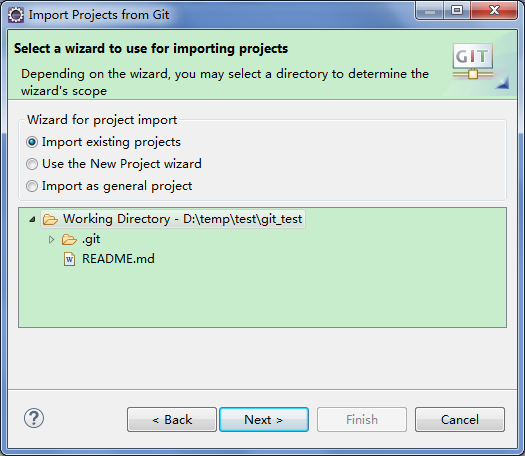 Import Projects from Git
Select a wizard to use for importing projects
Depending on the wizard, you may select a directory to determine the
wizard's scope
GIT
Wizard for project import
Import existing projects
Use the New Project wizard
Import as general project
Working Directory - D:\temp\test\git_test
.git
README.md
? < Back Next > Finish Cancel